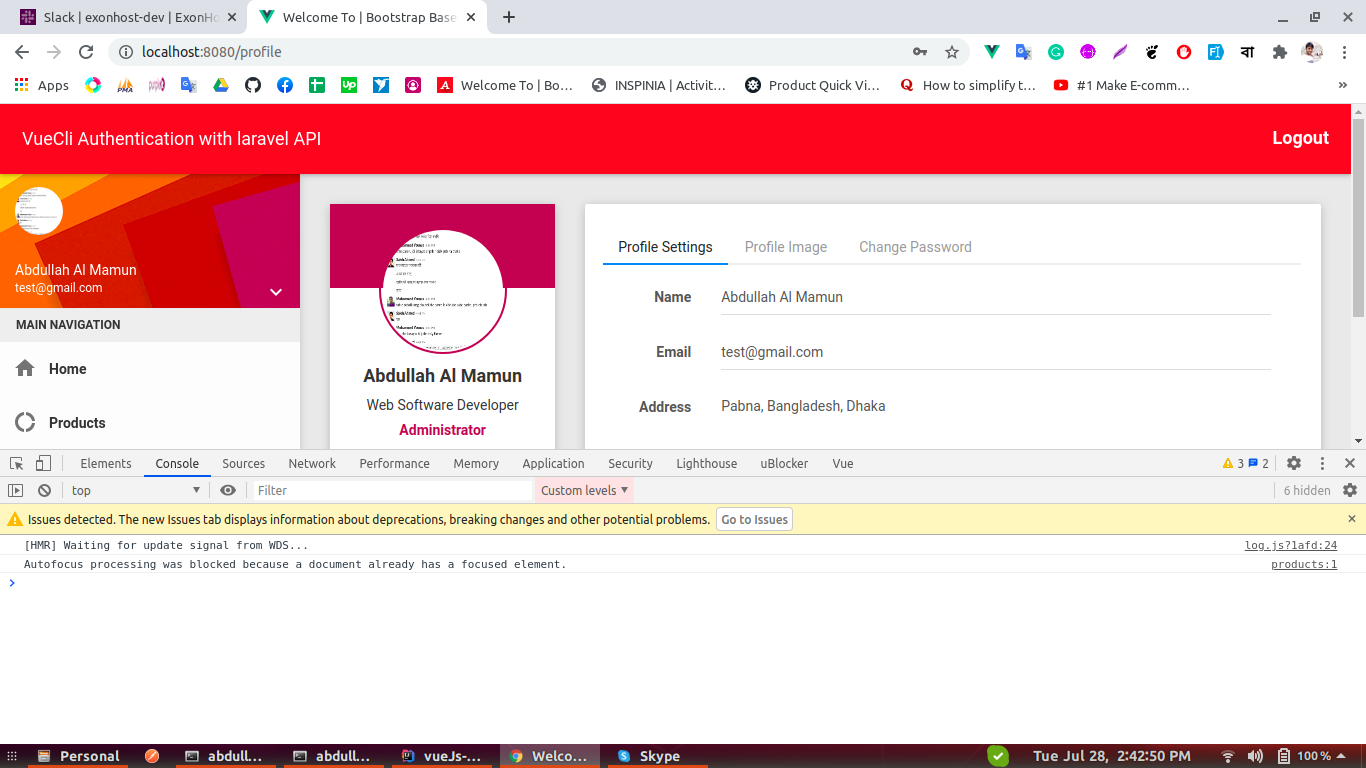 Slack | exonhost-dev | ExonHo
Welcome To | Bootstrap Base
localhost:8080/profile
Apps
Welcome To | Bo…
INSPINIA | Activit…
Product Quick Vi…
How to simplify t…
#1 Make E-comm…
VueCli Authentication with laravel API
Logout
Abdullah Al Mamun
test@gmail.com
MAIN NAVIGATION
Home
Products
Abdullah Al Mamun
Web Software Developer
Administrator
Profile Settings
Profile Image
Change Password
Name
Abdullah Al Mamun
Email
test@gmail.com
Address
Pabna, Bangladesh, Dhaka
Elements Console Sources Network Performance Memory Application Security Lighthouse uBlocker Vue
3 2
top
Filter
Custom levels
6 hidden
Issues detected. The new Issues tab displays information about deprecations, breaking changes and other potential problems.
Go to Issues
[HMR] Waiting for update signal from WDS...
log.js?1afd:24
Autofocus processing was blocked because a document already has a focused element.
products:1
Personal
abdull…
abdull…
vueJs-…
Welco…
Skype
Tue Jul 28, 2:42:50 PM
100 %